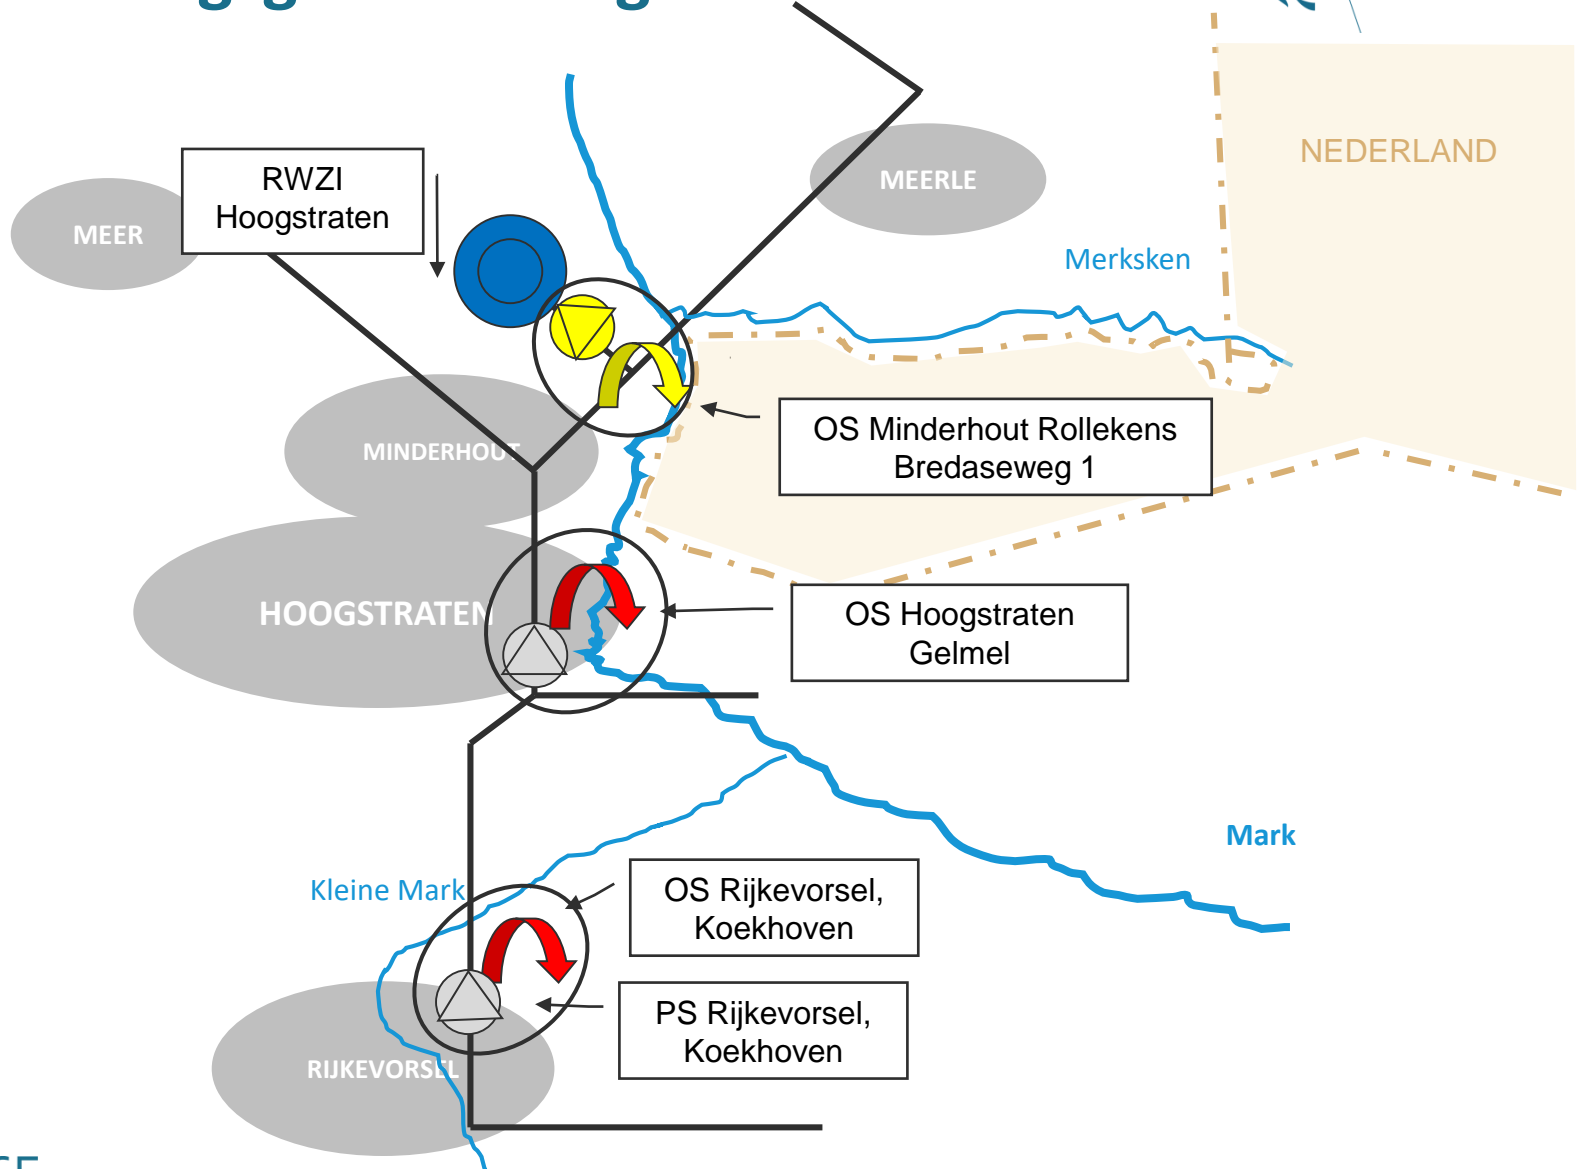 NEDERLAND
MEERLE
RWZI
Hoogstraten
MEER
Merksken
OS Minderhout Rollekens
Bredaseweg 1
MINDERHOUT
HOOGSTRATEN
OS Hoogstraten
Gelmel
Mark
Kleine Mark
OS Rijkevorsel,
Koekhoven
PS Rijkevorsel,
Koekhoven
RIJKEVORSEL